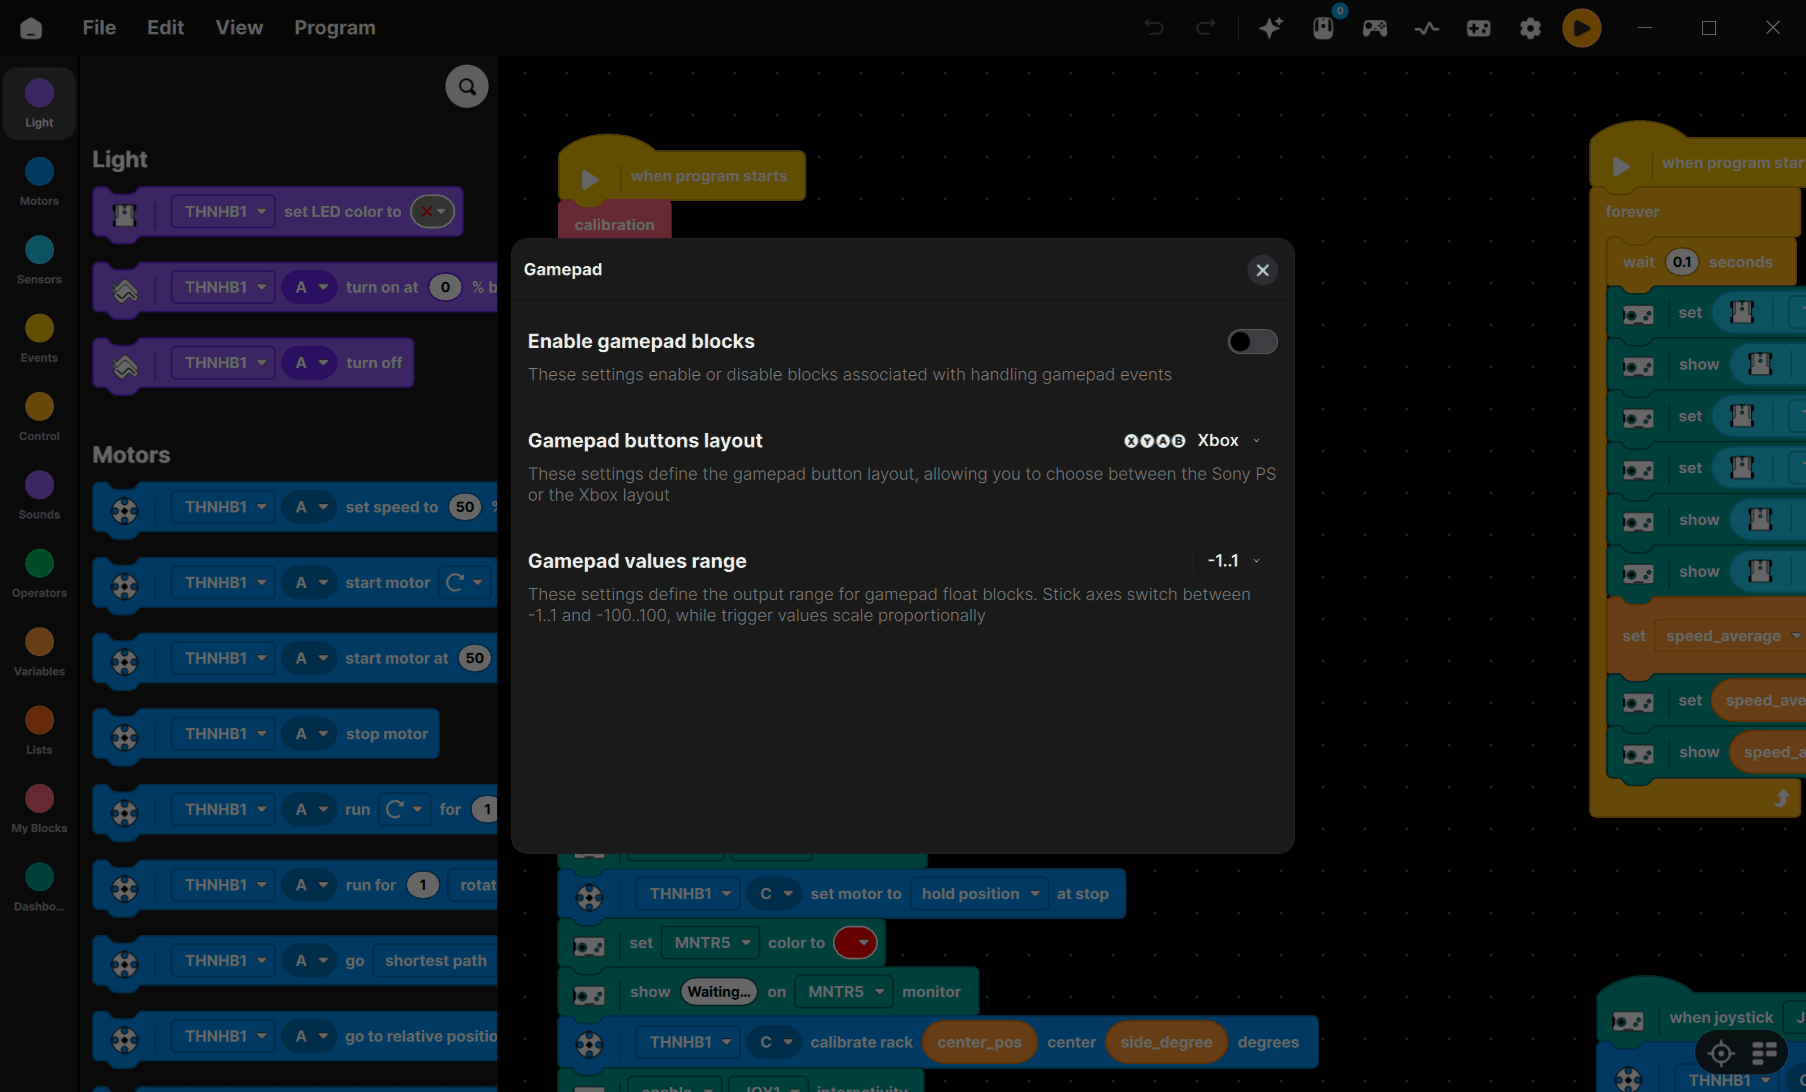 File Edit View Program
0
Light
Motors
Sensors
Events
Control
Sounds
Operators
Variables
Lists
My Blocks
Dashbo...
Light
THNHB1 set LED color to
THNHB1 A turn on at 0 % b
THNHB1 A turn off
Motors
THNHB1 A set speed to 50 %
THNHB1 A start motor
THNHB1 A start motor at 50
THNHB1 A stop motor
THNHB1 A run for 1
THNHB1 A run for 1 rotat
THNHB1 A go shortest path
THNHB1 A go to relative positio
when program starts
calibration
Gamepad
Enable gamepad blocks
These settings enable or disable blocks associated with handling gamepad events
Gamepad buttons layout
X Y A B Xbox
These settings define the gamepad button layout, allowing you to choose between the Sony PS
or the Xbox layout
Gamepad values range
-1..1
These settings define the output range for gamepad float blocks. Stick axes switch between
-1..1 and -100..100, while trigger values scale proportionally
THNHB1 C set motor to hold position at stop
set MNTR5 color to
show Waiting... on MNTR5 monitor
THNHB1 C calibrate rack center_pos center side_degree degrees
enable JOY1 interactivity
when program star
forever
wait 0.1 seconds
set
show
set
set
show
show
set speed_average
set speed_ave
show speed_a
when joystick J
THNHB1